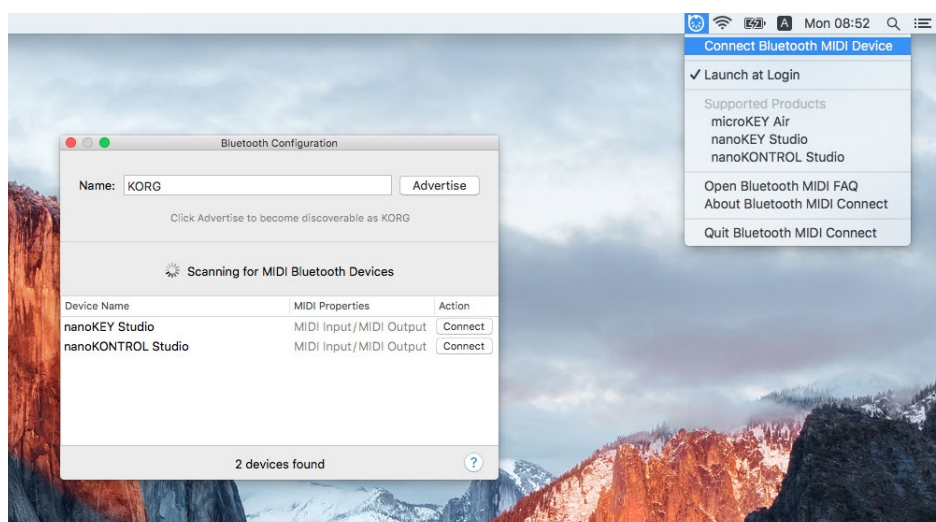 A Mon 08:52
Connect Bluetooth MIDI Device
✓ Launch at Login
Supported Products
microKEY Air
nanoKEY Studio
nanoKONTROL Studio
Open Bluetooth MIDI FAQ
About Bluetooth MIDI Connect
Quit Bluetooth MIDI Connect
Bluetooth Configuration
Name: KORG Advertise
Click Advertise to become discoverable as KORG
Scanning for MIDI Bluetooth Devices
Device Name MIDI Properties Action
nanoKEY Studio MIDI Input/MIDI Output Connect
nanoKONTROL Studio MIDI Input/MIDI Output Connect
2 devices found ?